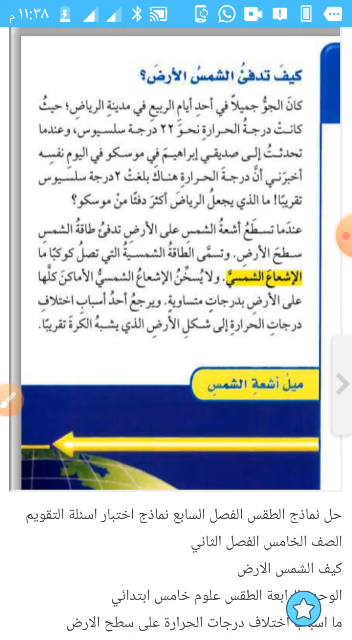 ١١:٣٨ م
كيفَ تدفئُ الشمسُ الأرضَ؟
كانَ الجوُّ جميلاً في أحدِ أيامِ الربيعِ في مدينةِ الرياضِ؛ حيثُ
كانتْ درجةُ الحرارةِ نحوَ ٢٢ درجةَ سلسيوس، وعندما
تحدثتُ إلى صديقي إبراهيمَ في موسكو في اليومِ نفسِه
أخبرَني أنَّ درجةَ الحرارةِ هناكَ بلغتْ ٢درجة سلسيوس
تقريبًا! ما الذي يجعلُ الرياضَ أكثرَ دفئًا منْ موسكو؟
عندَما تسطَعُ أشعةُ الشمسِ على الأرضِ تدفئُ طاقةُ الشمسِ
سطحَ الأرضِ. وتسمَّى الطاقةُ الشمسيةُ التي تصلُ كوكبًا ما
الإشعاعَ الشمسيَّ. ولا يُسخِّنُ الإشعاعُ الشمسيُّ الأماكنَ كلَّها
على الأرضِ بدرجاتٍ متساويةٍ. ويرجعُ أحدُ أسبابِ اختلافِ
درجاتِ الحرارةِ إلى شكلِ الأرضِ الذي يشبهُ الكرةَ تقريبًا.
ميلُ أشعةِ الشمسِ
حل نماذج الطقس الفصل السابع نماذج اختبار اسئلة التقويم
الصف الخامس الفصل الثاني
كيف الشمس الارض
الرابعة الطقس علوم خامس ابتدائي
ما اختلاف درجات الحرارة على سطح الارض